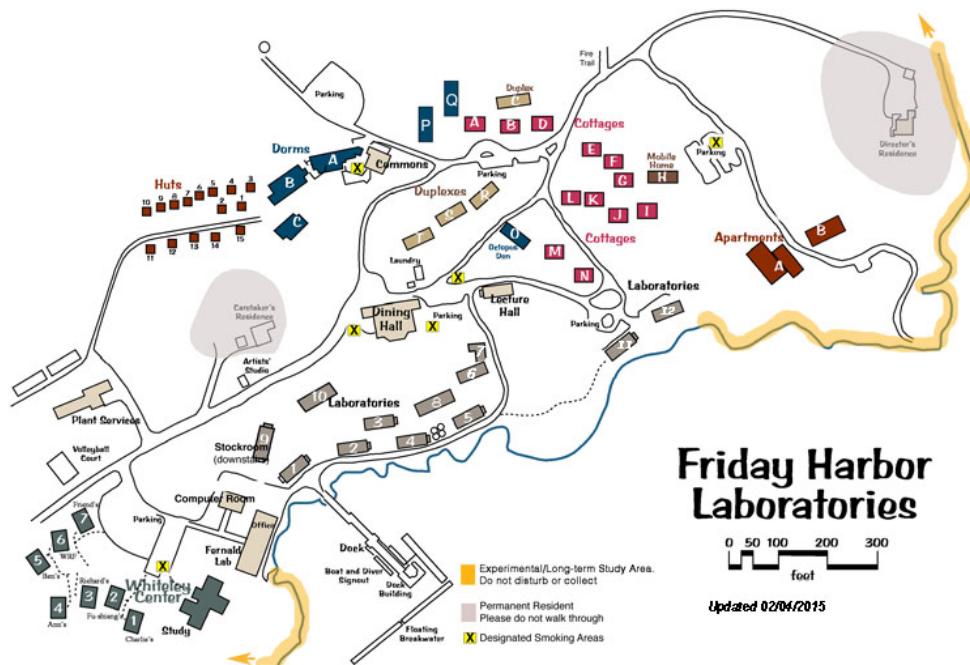 Fire
Trail
Parking
Duplex
C
Q
P
A
B
D
Cottages
Director's
Residence
Dorms
A
Commons
B
C
Huts
10
9
8
7
6
5
4
3
2
1
11
12
13
14
15
Parking
Duplexes
R
S
T
E
F
G
Mobile
Home
H
L
K
J
I
Cottages
Parking
O
Octopus
Den
M
N
Apartments
A
B
Laundry
X
Lecture
Hall
Laboratories
12
11
Parking
Dining
Hall
Parking
X
X
X
X
Caretaker's
Residence
Artists'
Studio
Plant Services
Volleyball
Court
Laboratories
10
7
6
8
5
3
4
2
1
9
Stockroom
(downstairs)
Computer Room
Office
Fernald
Lab
Parking
X
Friend's
7
6
WRF
5
Ben's
Richard's
3
2
Fu-shiang's
4
Ann's
1
Charlie's
Whiteley
Center
Study
Dock
Boat and Diver
Signout
Dock
Building
Floating
Breakwater
Experimental/Long-term Study Area.
Do not disturb or collect
Permanent Resident
Please do not walk through
X
Designated Smoking Areas
Friday Harbor
Laboratories
0 50 100 200 300
feet
Updated 02/04/2015